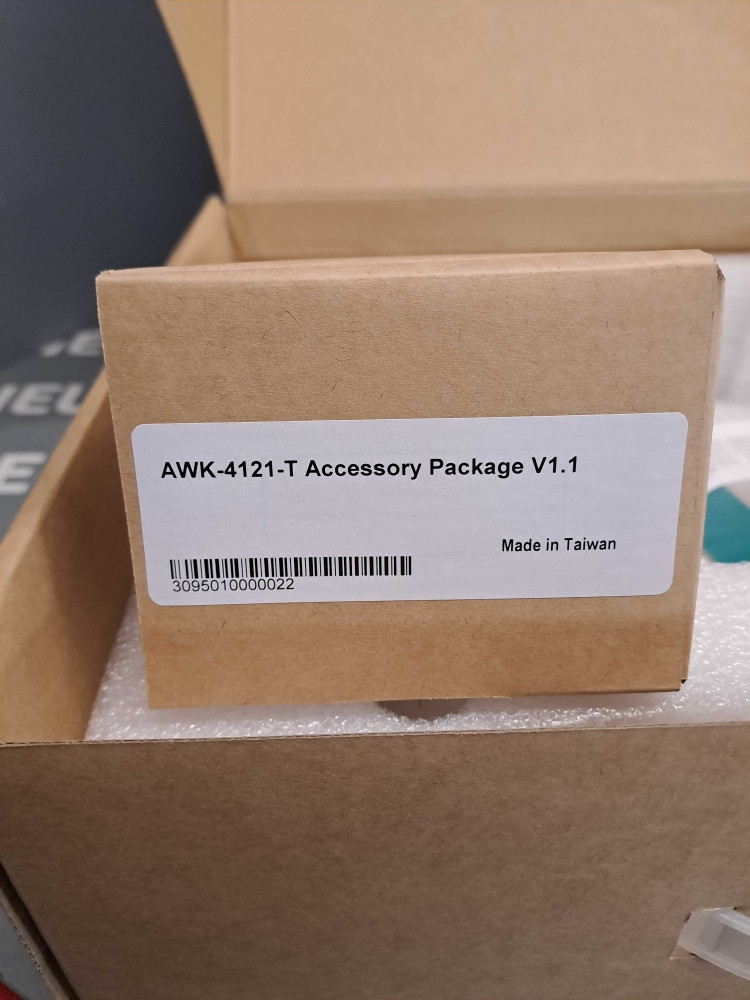 AWK-4121-T Accessory Package V1.1
Made in Taiwan
3095010000022